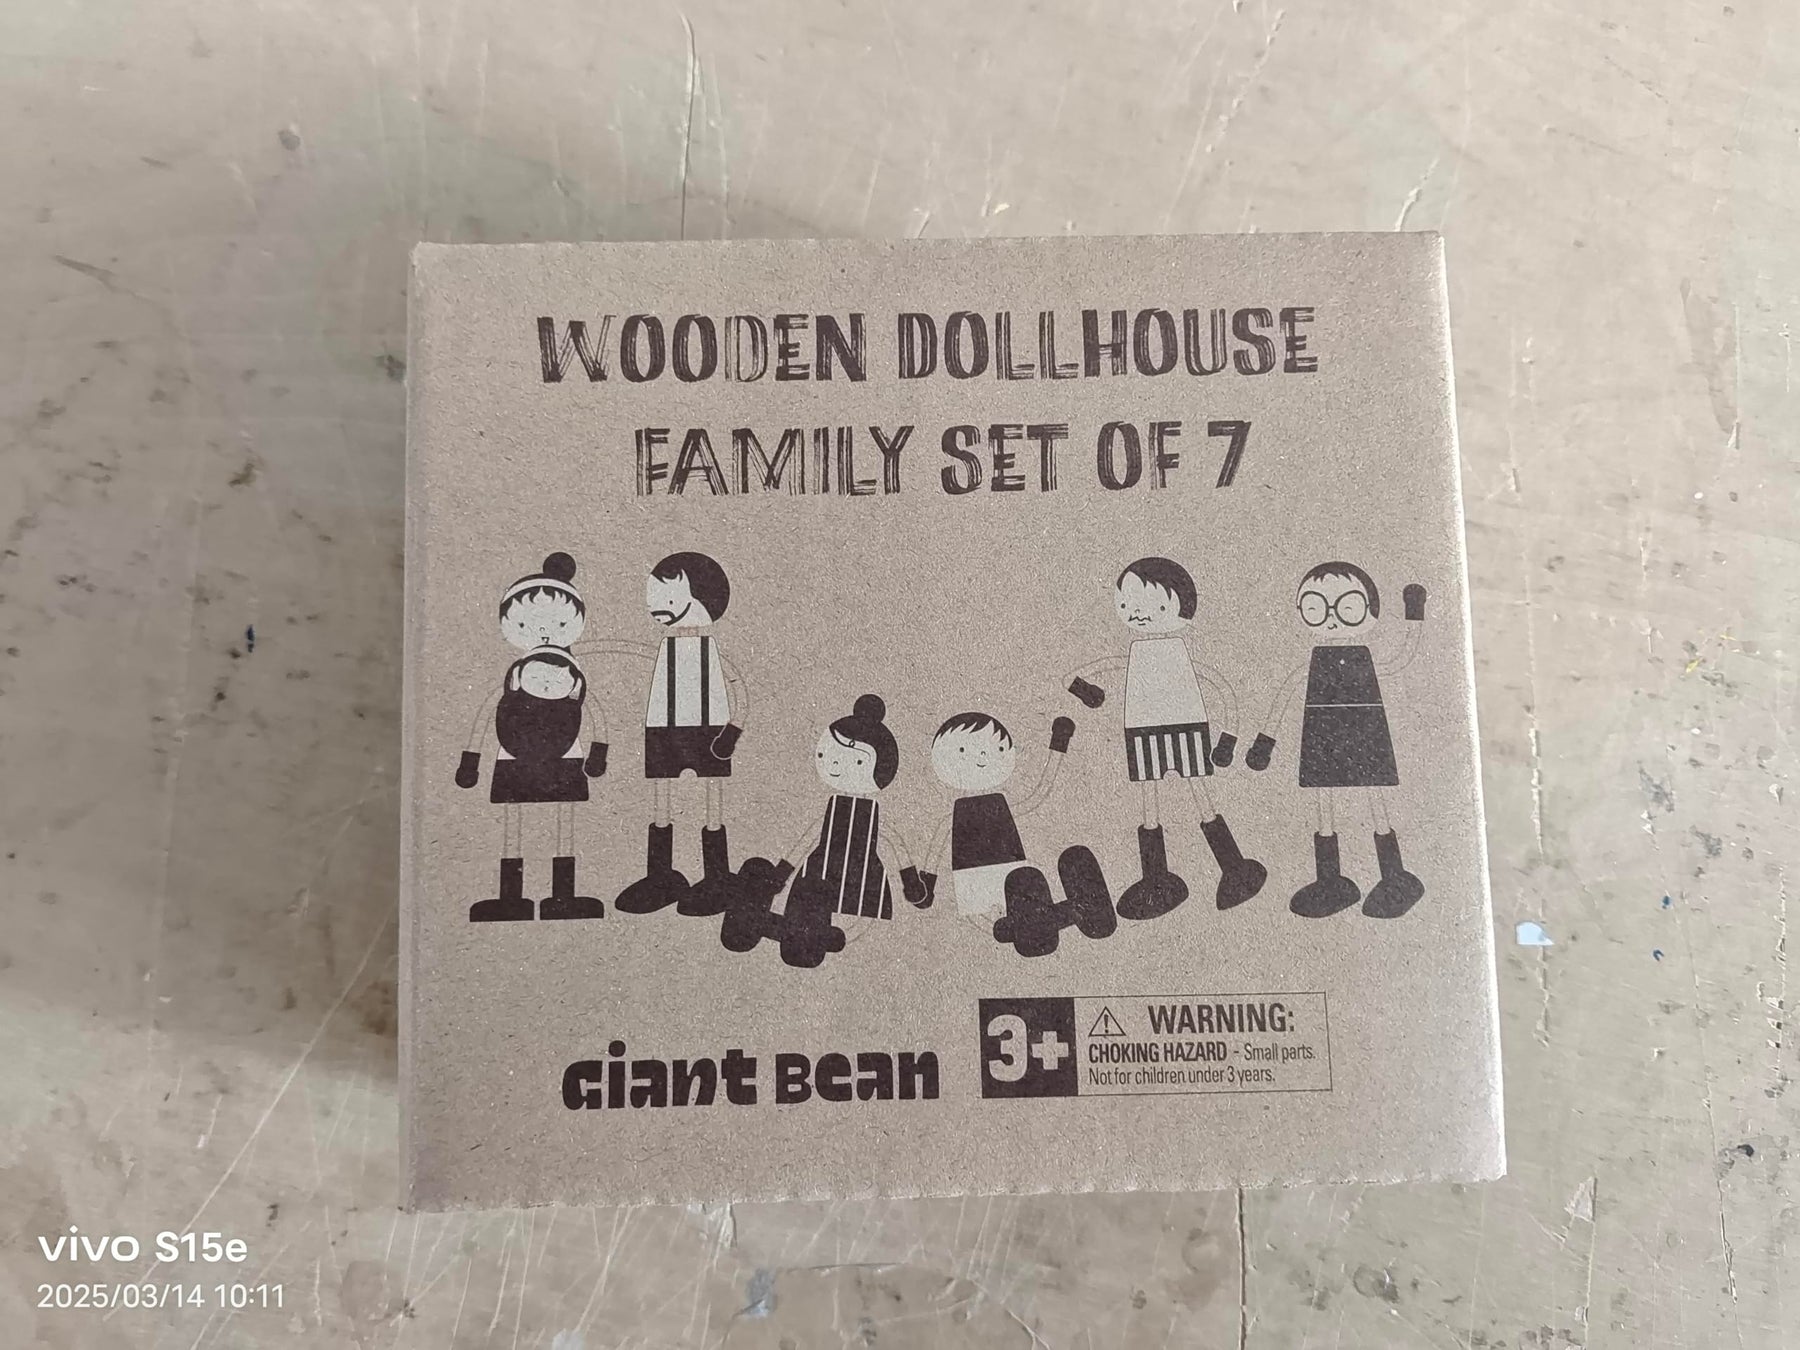 WOODEN DOLLHOUSE
FAMILY SET OF 7
Giant Bean
3+
WARNING:
CHOKING HAZARD - Small parts.
Not for children under 3 years.
vivo S15e
2025/03/14 10:11